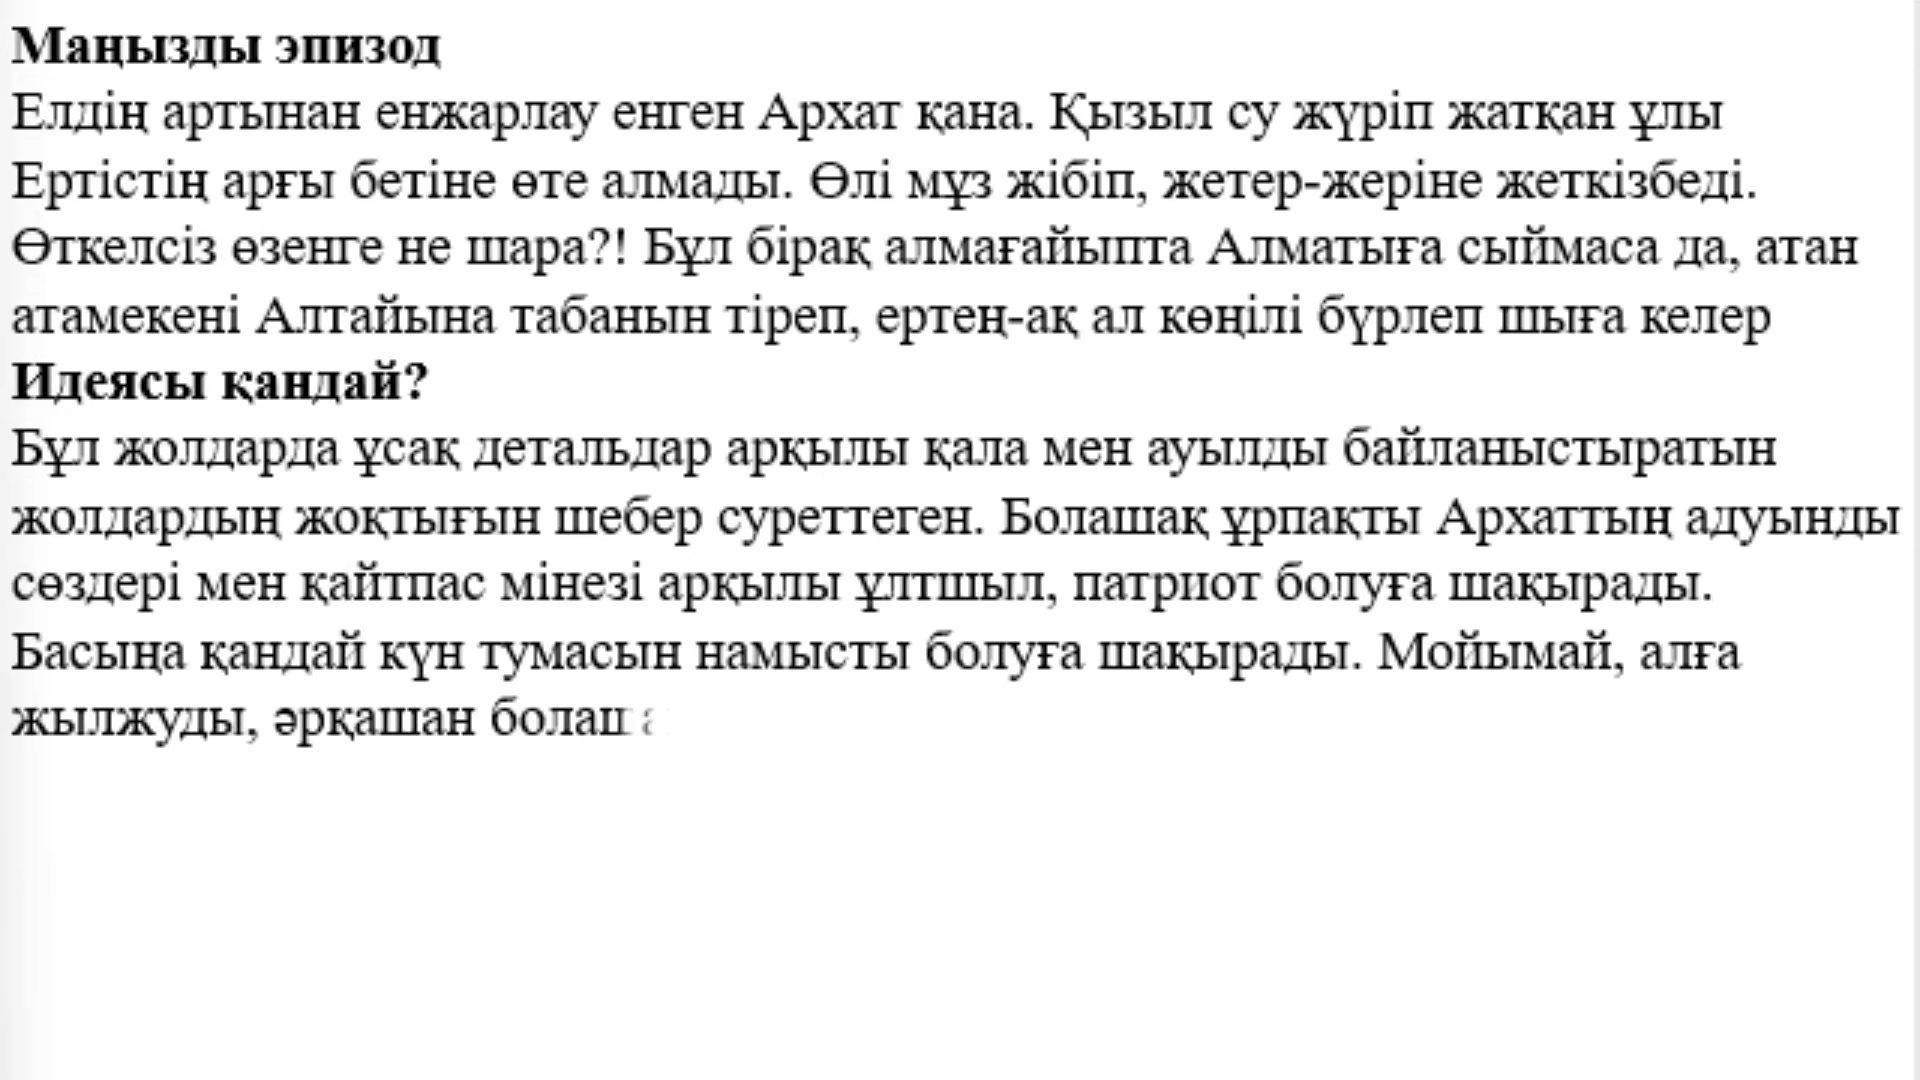 Маңызды эпизод
Елдің артынан енжарлау енген Архат қана. Қызыл су жүріп жатқан ұлы
Ертістің арғы бетіне өте алмады. Өлі мұз жібіп, жетер-жеріне жеткізбеді.
Өткелсіз өзенге не шара?! Бұл бірақ алмағайыпта Алматыға сыймаса да, атан
атамекені Алтайына табанын тіреп, ертең-ақ ал көңілі бүрлеп шыға келер
Идеясы қандай?
Бұл жолдарда ұсақ детальдар арқылы қала мен ауылды байланыстыратын
жолдардың жоқтығын шебер суреттеген. Болашақ ұрпақты Архаттың адуынды
сөздері мен қайтпас мінезі арқылы ұлтшыл, патриот болуға шақырады.
Басыңа қандай күн тумасын намысты болуға шақырады. Мойымай, алға
жылжуды, әрқашан